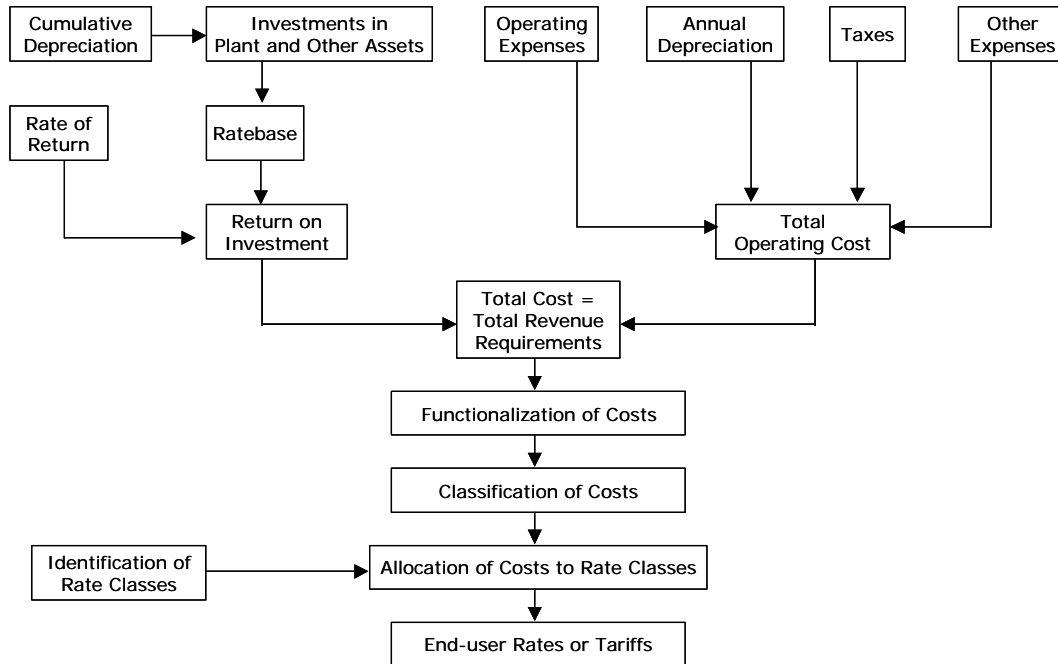 Cumulative
Depreciation
Investments in
Plant and Other Assets
Operating
Expenses
Annual
Depreciation
Taxes
Other
Expenses
Rate of
Return
Ratebase
Return on
Investment
Total
Operating Cost
Total Cost =
Total Revenue
Requirements
Functionalization of Costs
Classification of Costs
Identification of
Rate Classes
Allocation of Costs to Rate Classes
End-user Rates or Tariffs